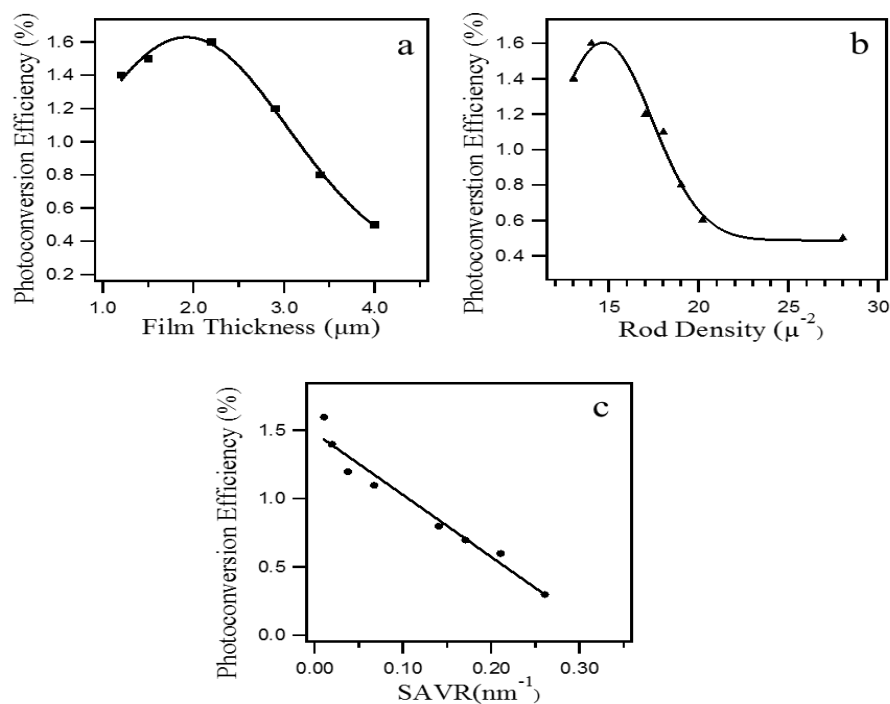 Photoconversion Efficiency (%)
1.6
1.4
1.2
1.0
0.8
0.6
0.4
0.2
a
1.0 2.0 3.0 4.0
Film Thickness (μm)
Photoconverstion Efficiency (%)
1.6
1.4
1.2
1.0
0.8
0.6
0.4
b
15 20 25 30
Rod Density (μ⁻²)
Photoconversion Efficiency (%)
1.5
1.0
0.5
0.0
c
0.00 0.10 0.20 0.30
SAVR(nm⁻¹)